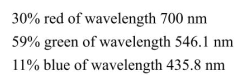 30% red of wavelength 700 nm
59% green of wavelength 546.1 nm
11% blue of wavelength 435.8 nm